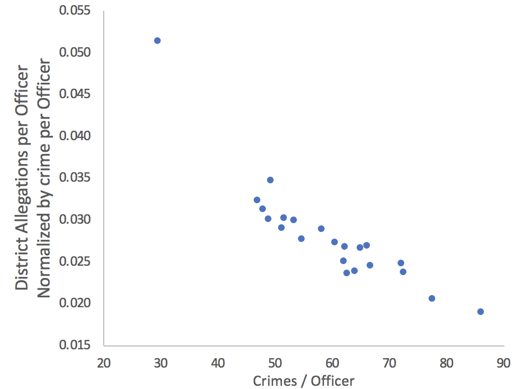 0.055
0.050
0.045
0.040
0.035
0.030
0.025
0.020
0.015
District Allegations per Officer
Normalized by crime per Officer
20 30 40 50 60 70 80 90
Crimes / Officer